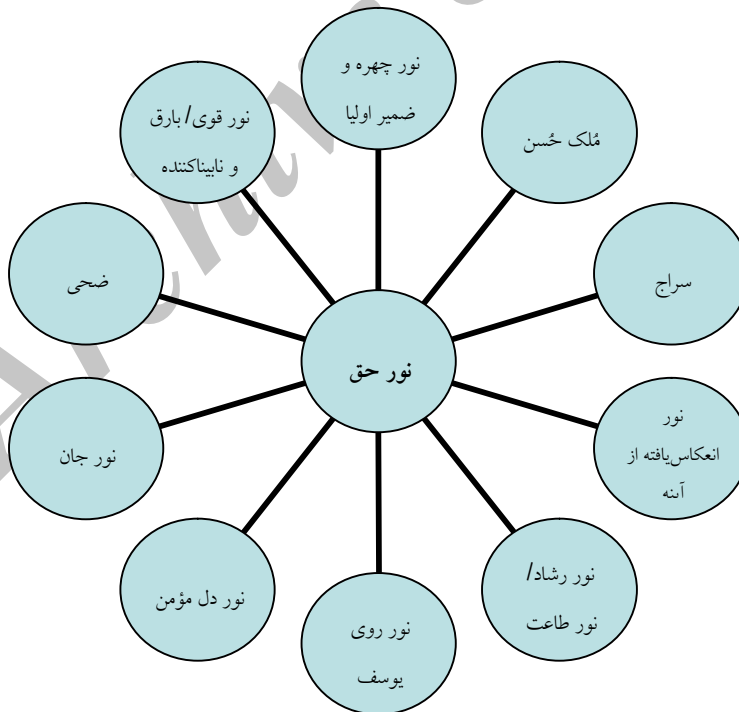 نور چهره و
ضمیر اولیا
مُلک حُسن
سراج
نور
انعکاس‌یافته از
آینه
نور رشاد/
نور طاعت
نور روی
یوسف
نور دل مؤمن
نور جان
ضحی
نور قوی/ بارق
و نابیناکننده
نور حق